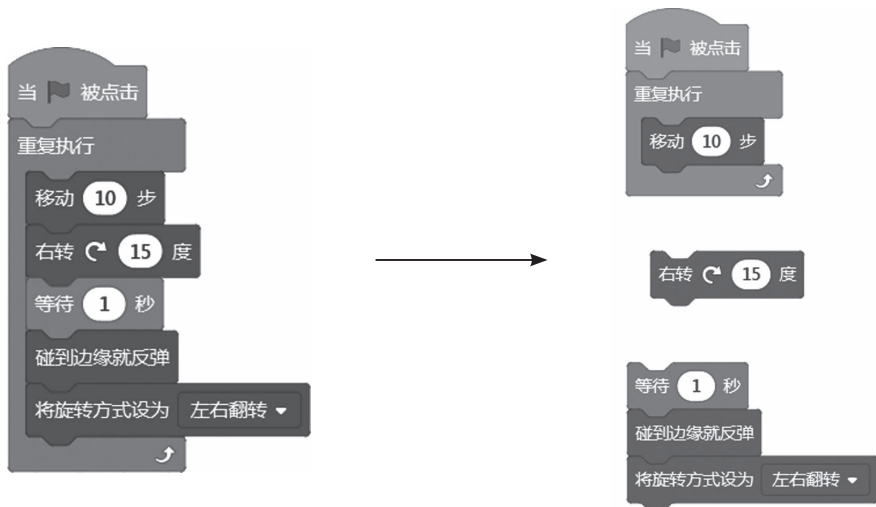 当 被点击
重复执行
移动 10 步
右转 15 度
等待 1 秒
碰到边缘就反弹
将旋转方式设为 左右翻转
当 被点击
重复执行
移动 10 步
右转 15 度
等待 1 秒
碰到边缘就反弹
将旋转方式设为 左右翻转